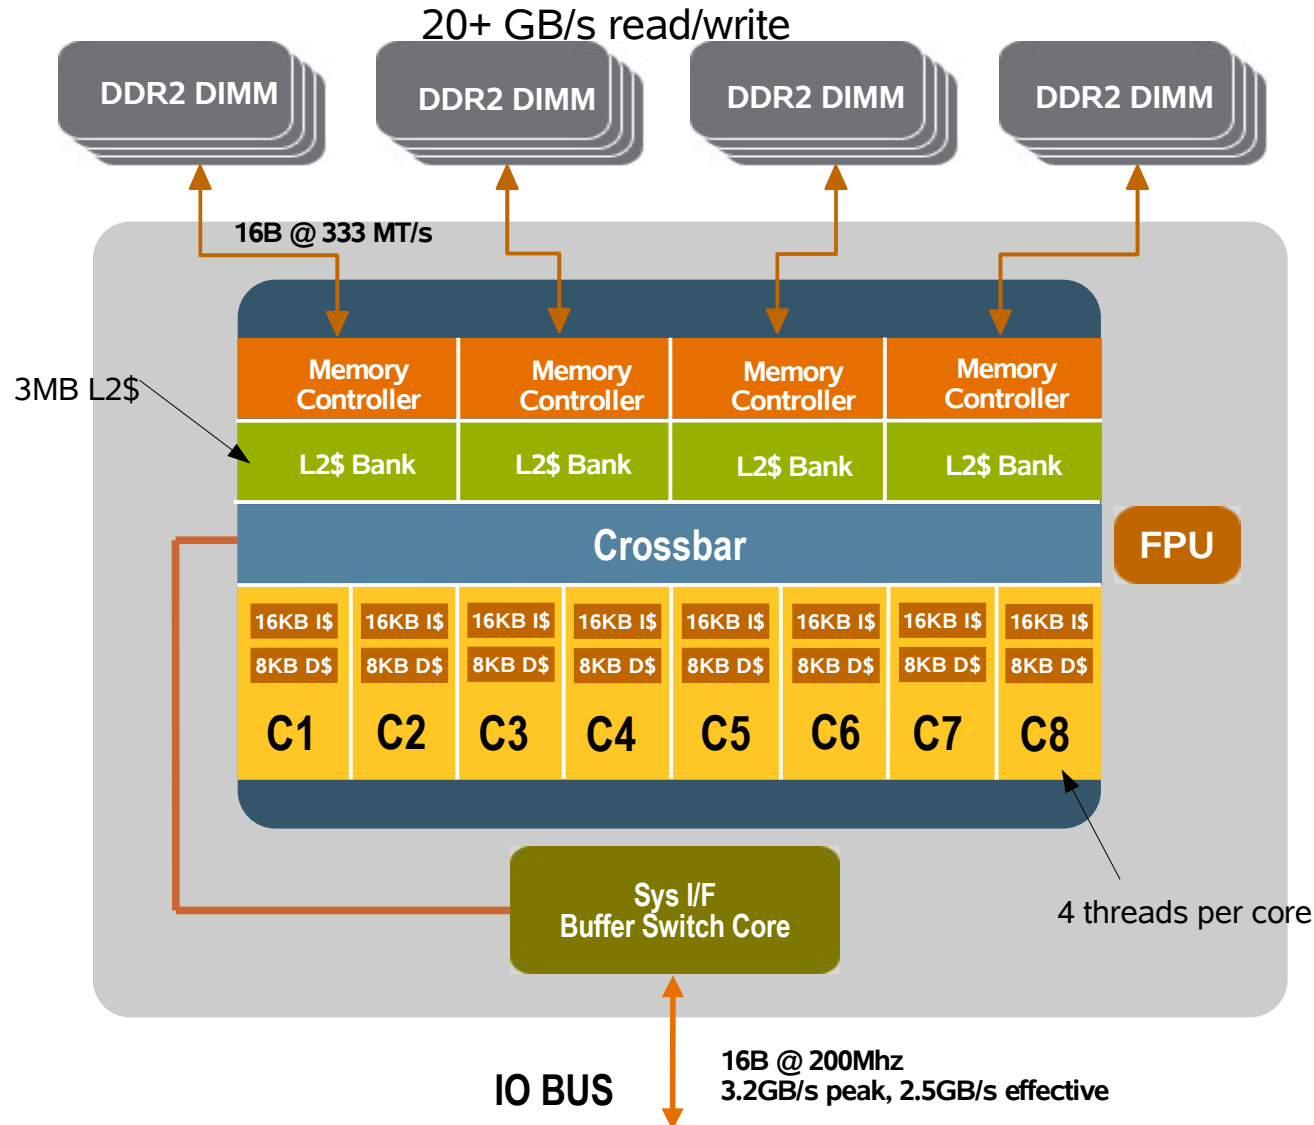 20+ GB/s read/write
DDR2 DIMM
DDR2 DIMM
DDR2 DIMM
DDR2 DIMM
16B @ 333 MT/s
3MB L2$
Memory
Controller
Memory
Controller
Memory
Controller
Memory
Controller
L2$ Bank
L2$ Bank
L2$ Bank
L2$ Bank
Crossbar
FPU
16KB I$
16KB I$
16KB I$
16KB I$
16KB I$
16KB I$
16KB I$
16KB I$
8KB D$
8KB D$
8KB D$
8KB D$
8KB D$
8KB D$
8KB D$
8KB D$
C1
C2
C3
C4
C5
C6
C7
C8
4 threads per core
Sys I/F
Buffer Switch Core
IO BUS
16B @ 200Mhz
3.2GB/s peak, 2.5GB/s effective